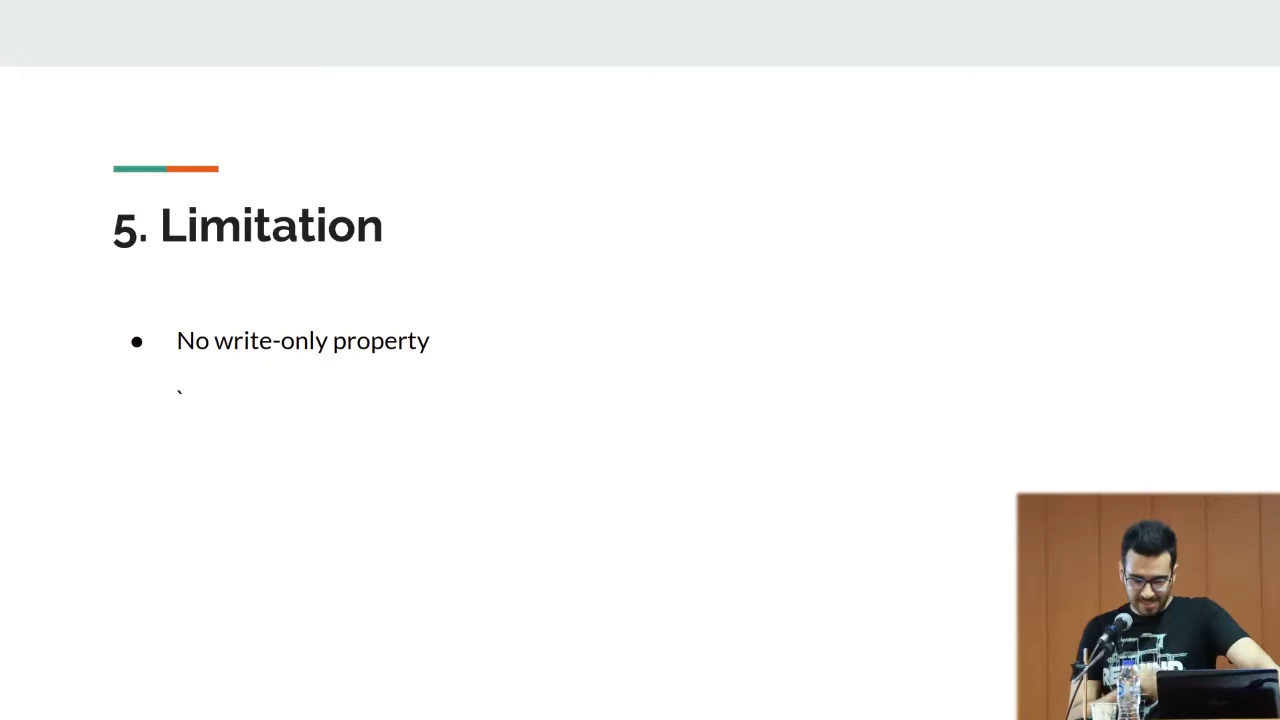 5. Limitation
● No write-only property
`